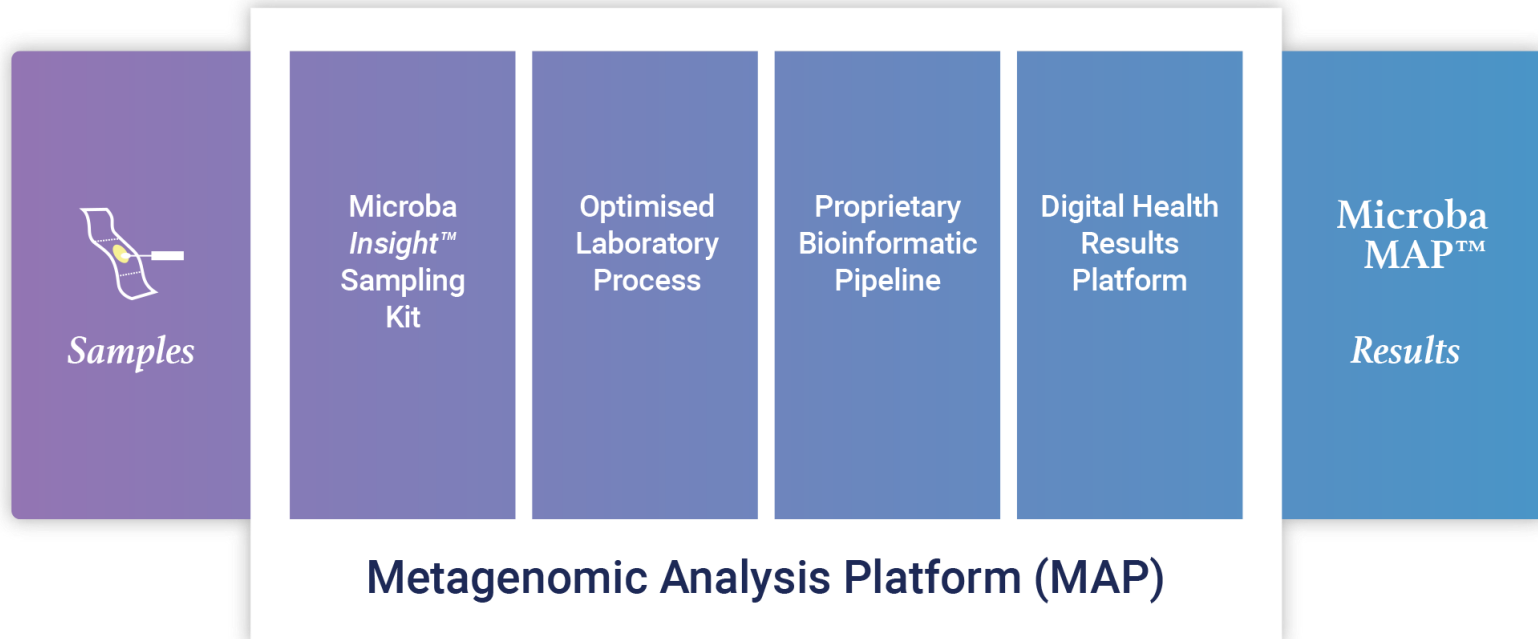 Samples
Microba
Insight™
Sampling
Kit
Optimised
Laboratory
Process
Proprietary
Bioinformatic
Pipeline
Digital Health
Results
Platform
Microba
MAP™
Results
Metagenomic Analysis Platform (MAP)